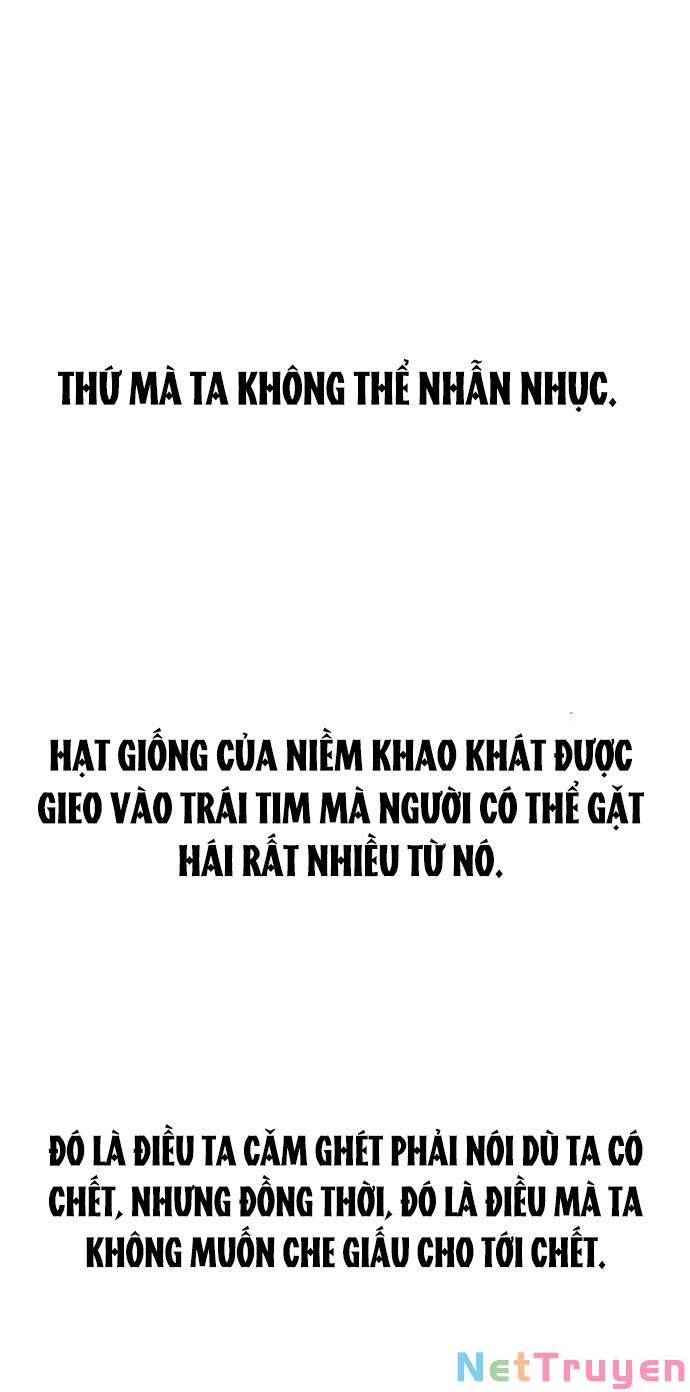 THỨ MÀ TA KHÔNG THỂ NHẪN NHỤC.
HẠT GIỐNG CỦA NIỀM KHAO KHÁT ĐƯỢC
GIEO VÀO TRÁI TIM MÀ NGƯỜI CÓ THỂ GẶT
HÁI RẤT NHIỀU TỪ NÓ.
ĐÓ LÀ ĐIỀU TA CĂM GHÉT PHẢI NÓI DÙ TA CÓ
CHẾT, NHƯNG ĐỒNG THỜI, ĐÓ LÀ ĐIỀU MÀ TA
KHÔNG MUỐN CHE GIẤU CHO TỚI CHẾT.
NetTruyen